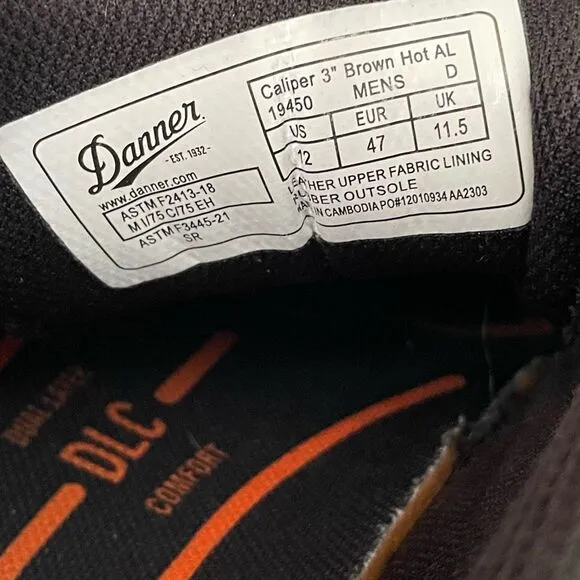 Danner.
-EST. 1932-
www.danner.com
ASTM F2413-18
M I/75 C/75 EH
ASTM F3445-21
SR
Caliper 3" Brown Hot AL
19450 MENS D
US EUR UK
12 47 11.5
LEATHER UPPER FABRIC LINING
RUBBER OUTSOLE
IN CAMBODIA PO#12010934 AA2303
DUAL LAYER
DLC
COMFORT